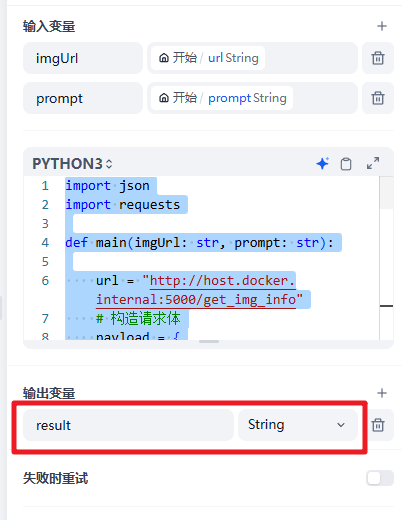 输入变量
imgUrl 开始 / url String
prompt 开始 / prompt String
PYTHON3
1 import json
2 import requests
3
4 def main(imgUrl: str, prompt: str):
5
6 url = "http://host.docker.
internal:5000/get_img_info"
7 # 构造请求体
8 payload = {
输出变量
result String
失败时重试